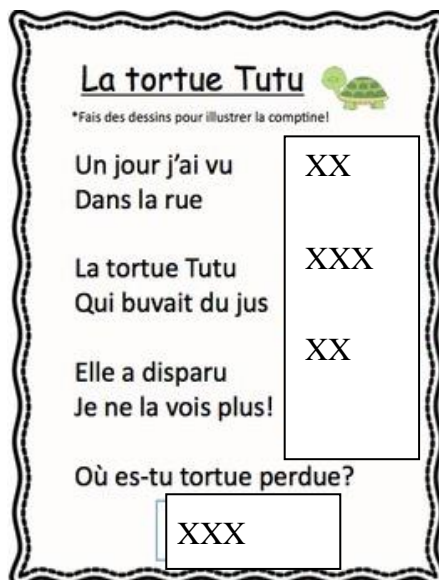 La tortue Tutu
*Fais des dessins pour illustrer la comptine!
Un jour j'ai vu
Dans la rue
XX
La tortue Tutu
Qui buvait du jus
XXX
Elle a disparu
Je ne la vois plus!
XX
Où es-tu tortue perdue?
XXX